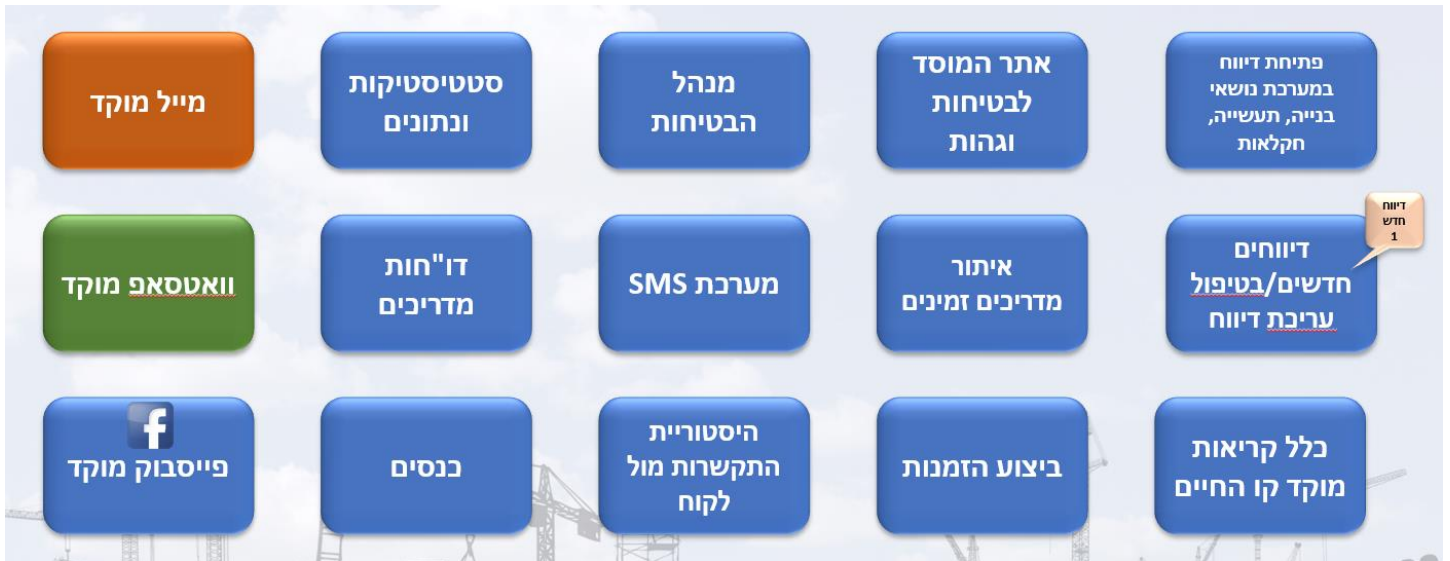 פתיחת דיווח
במערכת נושאי
בנייה, תעשייה,
חקלאות
אתר המוסד
לבטיחות
וגהות
מנהל
הבטיחות
סטטיסטיקות
ונתונים
מייל מוקד
דיווח
חדש
1
דיווחים
חדשים/בטיפול
עריכת דיווח
איתור
מדריכים זמינים
מערכת SMS
דו"חות
מדריכים
וואטסאפ מוקד
כלל קריאות
מוקד קו החיים
ביצוע הזמנות
היסטוריית
התקשרות מול
לקוח
כנסים
f
פייסבוק מוקד